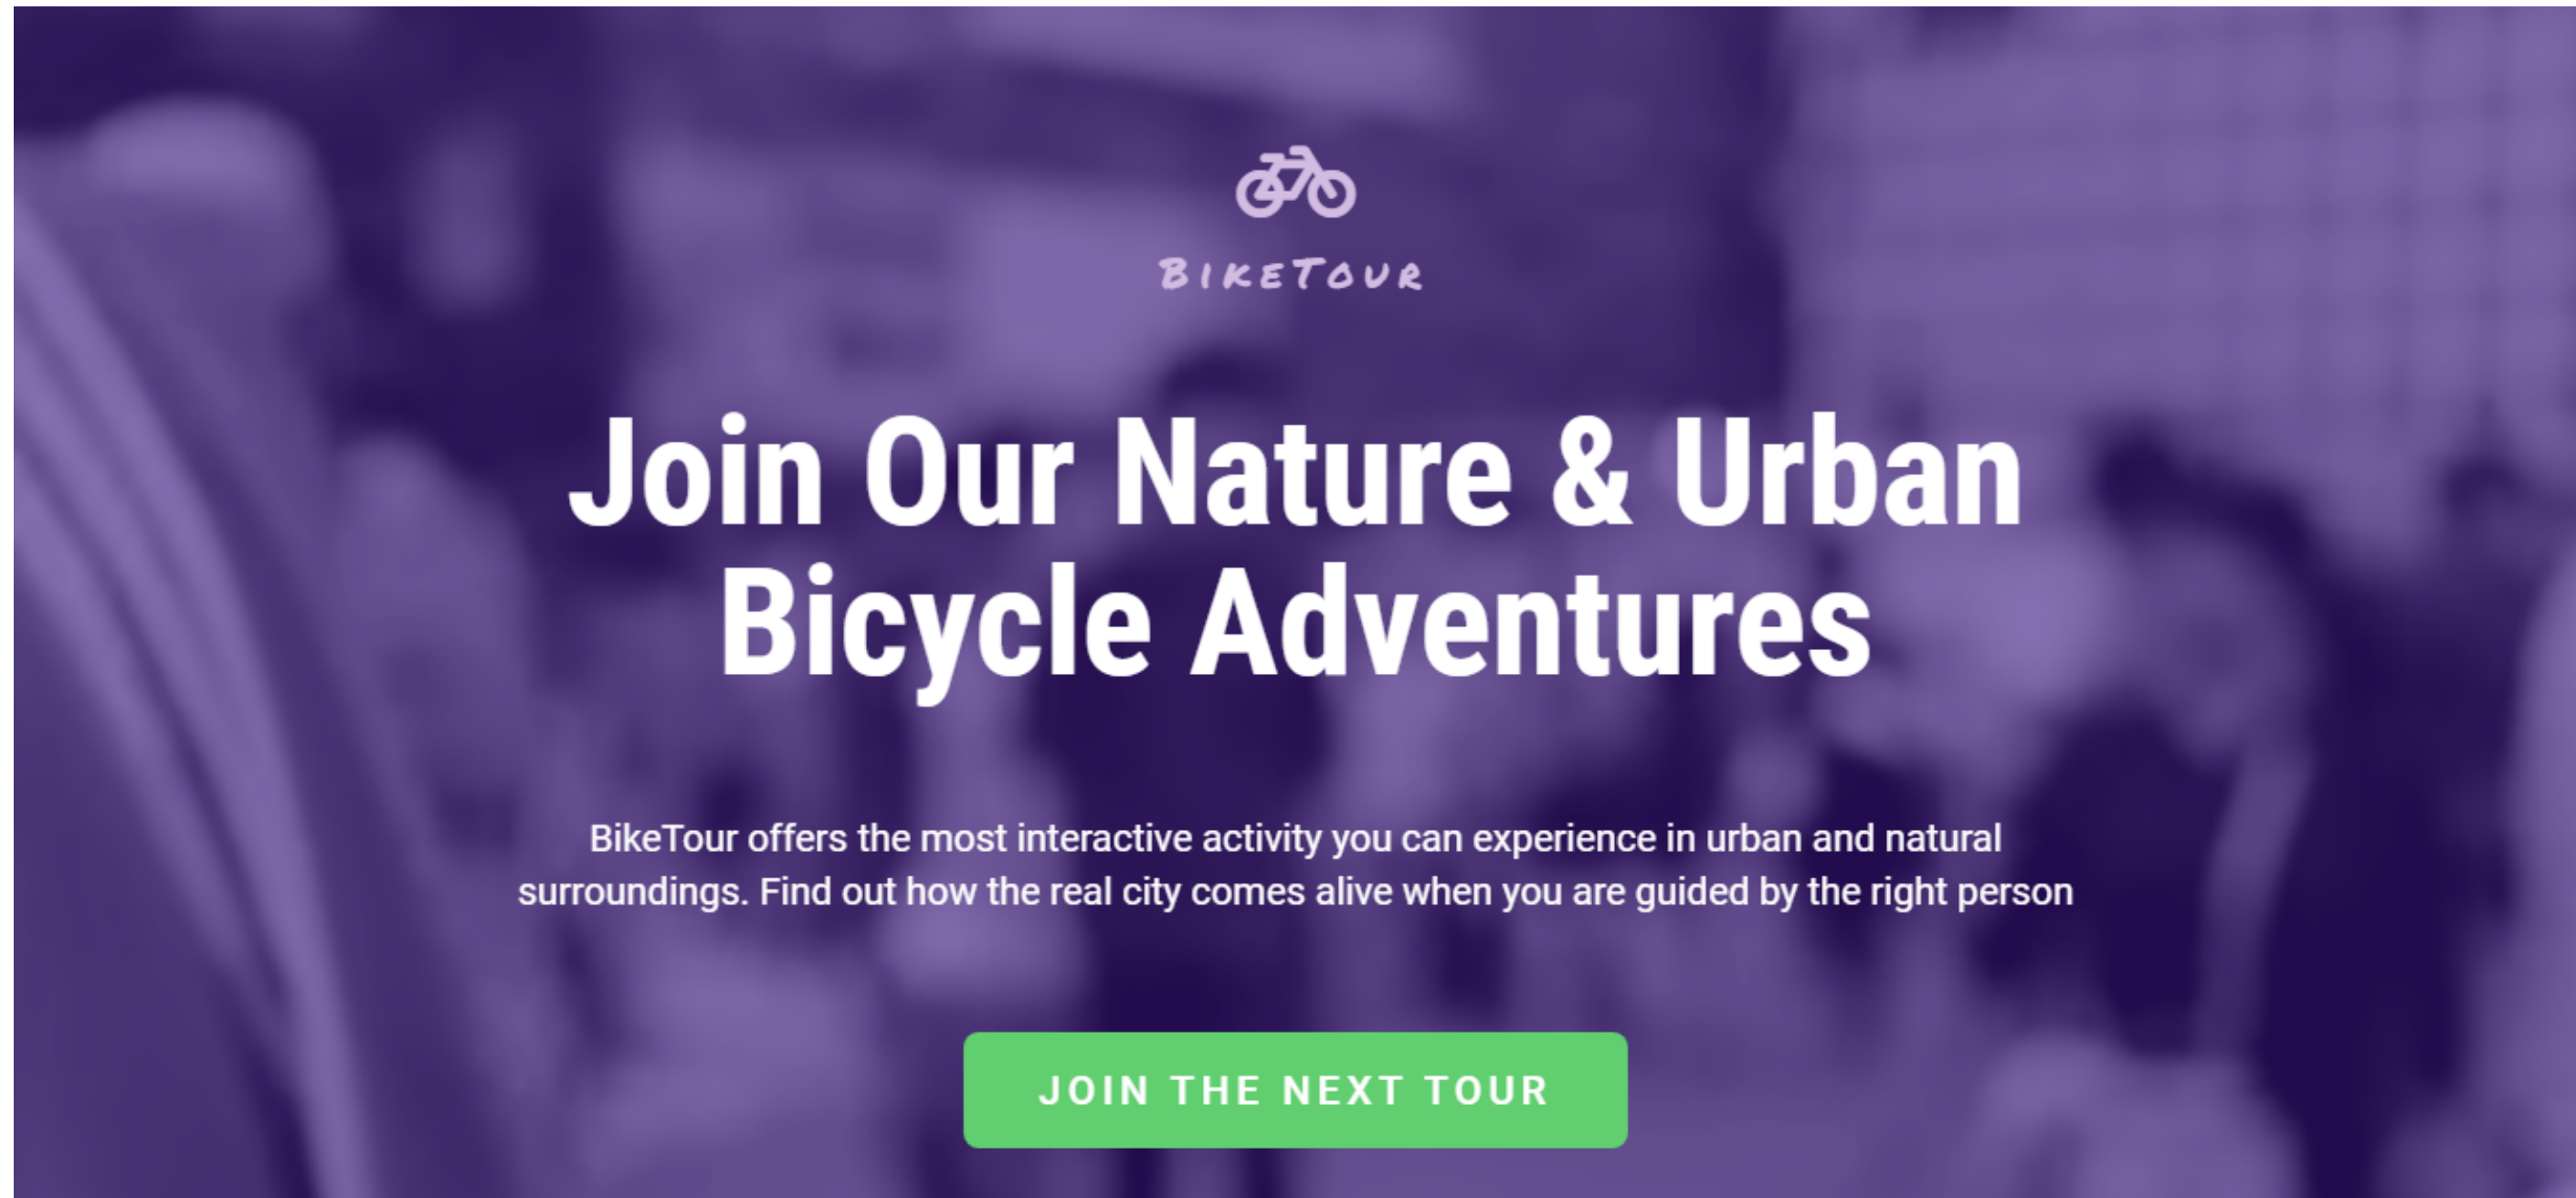 BikeTour
Join Our Nature & Urban
Bicycle Adventures
BikeTour offers the most interactive activity you can experience in urban and natural
surroundings. Find out how the real city comes alive when you are guided by the right person
JOIN THE NEXT TOUR